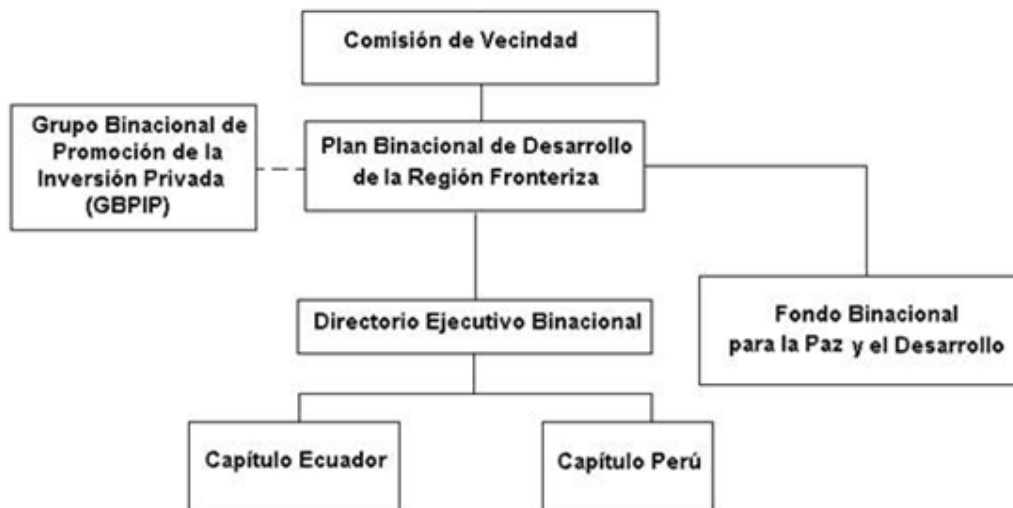 Comisión de Vecindad
Grupo Binacional de
Promoción de la
Inversión Privada
(GBPIP)
Plan Binacional de Desarrollo
de la Región Fronteriza
Directorio Ejecutivo Binacional
Fondo Binacional
para la Paz y el Desarrollo
Capítulo Ecuador
Capítulo Perú